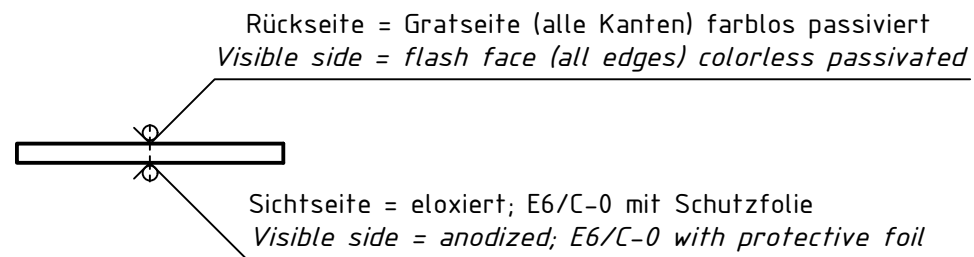 Rückseite = Gratseite (alle Kanten) farblos passiviert
Visible side = flash face (all edges) colorless passivated
Sichtseite = eloxiert; E6/C-0 mit Schutzfolie
Visible side = anodized; E6/C-0 with protective foil